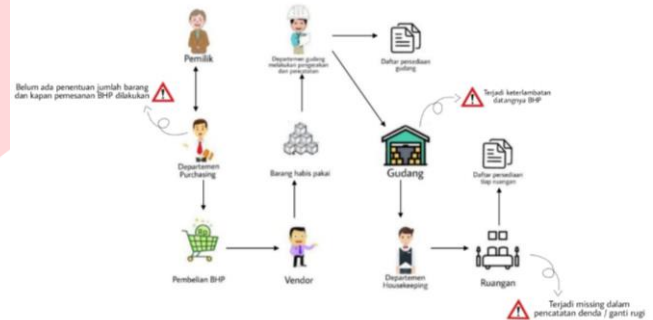 Pemilik
Departemen gudang
melakukan pengecekan
dan pencatatan
Daftar persediaan
gudang
Belum ada penentuan jumlah barang
dan kapan pemesanan BHP dilakukan
Terjadi keterlambatan
datangnya BHP
Departemen
Purchasing
Barang habis pakai
Gudang
Daftar persediaan
tiap ruangan
Pembelian BHP
Vendor
Departemen
Housekeeping
Ruangan
Terjadi missing dalam
pencatatan denda / ganti rugi